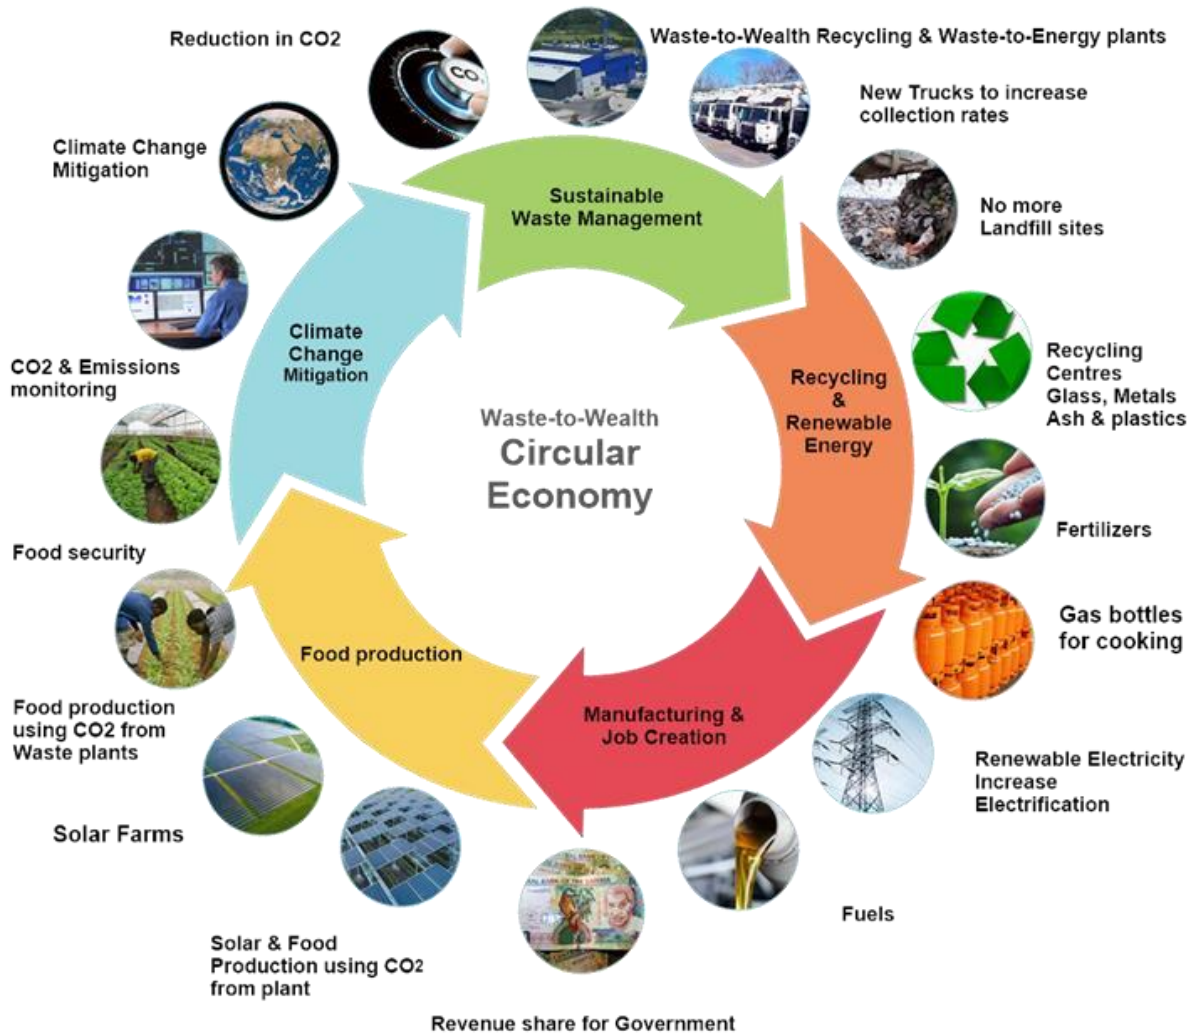 Reduction in CO2
Waste-to-Wealth Recycling & Waste-to-Energy plants
New Trucks to increase
collection rates
No more
Landfill sites
Recycling
Centres
Glass, Metals
Ash & plastics
Fertilizers
Gas bottles
for cooking
Renewable Electricity
Increase
Electrification
Fuels
Revenue share for Government
Solar & Food
Production using CO2
from plant
Solar Farms
Food production
using CO2 from
Waste plants
Food security
CO2 & Emissions
monitoring
Climate Change
Mitigation
CO
Sustainable
Waste Management
Recycling
&
Renewable
Energy
Manufacturing &
Job Creation
Food production
Climate
Change
Mitigation
Waste-to-Wealth
Circular
Economy